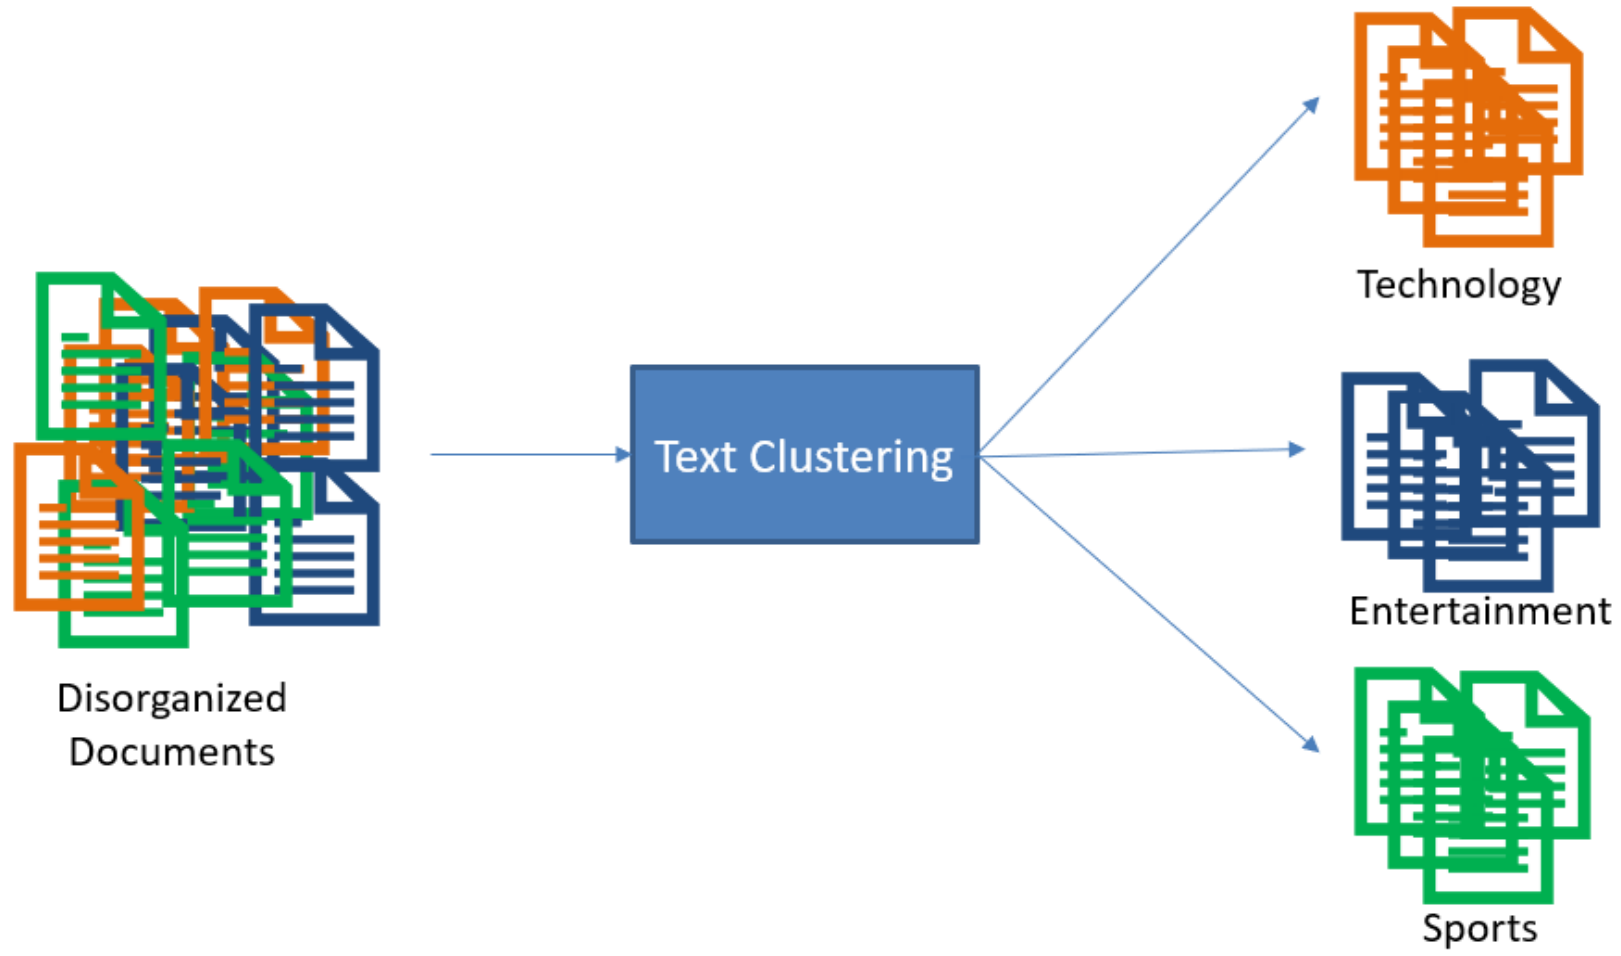 Disorganized
Documents
Text Clustering
Technology
Entertainment
Sports